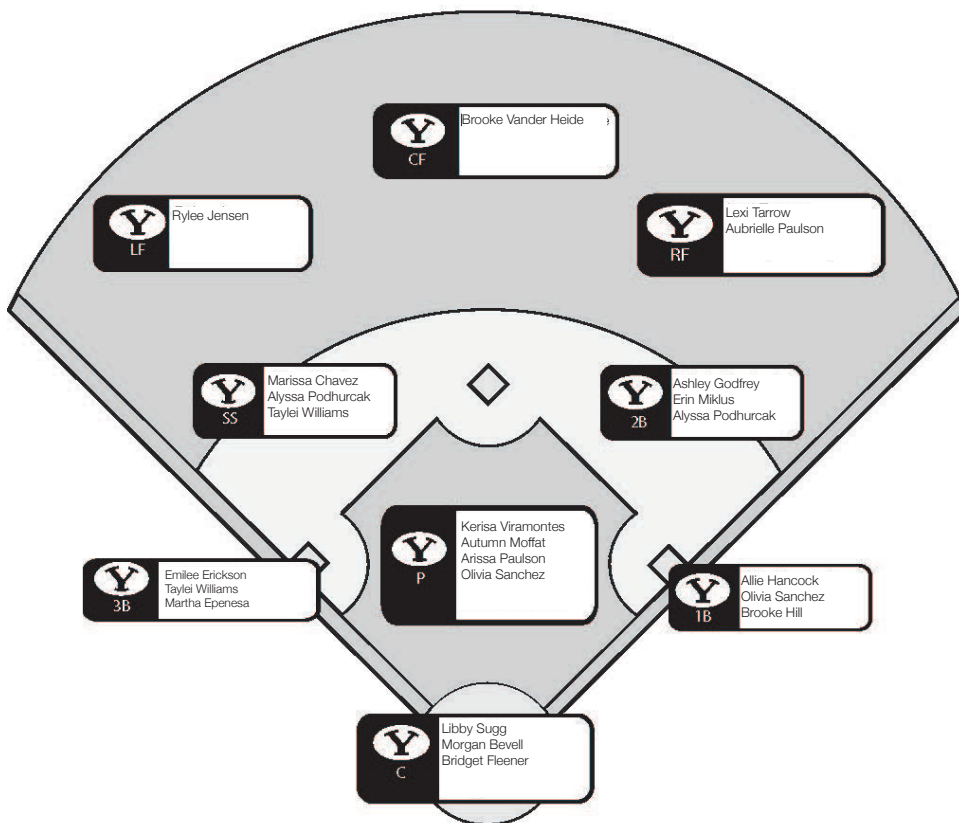 Y
CF
Brooke Vander Heide
Y
LF
Rylee Jensen
Y
RF
Lexi Tarrow
Aubrielle Paulson
Y
SS
Marissa Chavez
Alyssa Podhurcak
Taylei Williams
Y
2B
Ashley Godfrey
Erin Miklus
Alyssa Podhurcak
Y
P
Kerisa Viramontes
Autumn Moffat
Arissa Paulson
Olivia Sanchez
Y
3B
Emilee Erickson
Taylei Williams
Martha Epenesa
Y
1B
Allie Hancock
Olivia Sanchez
Brooke Hill
Y
C
Libby Sugg
Morgan Bevell
Bridget Fleener